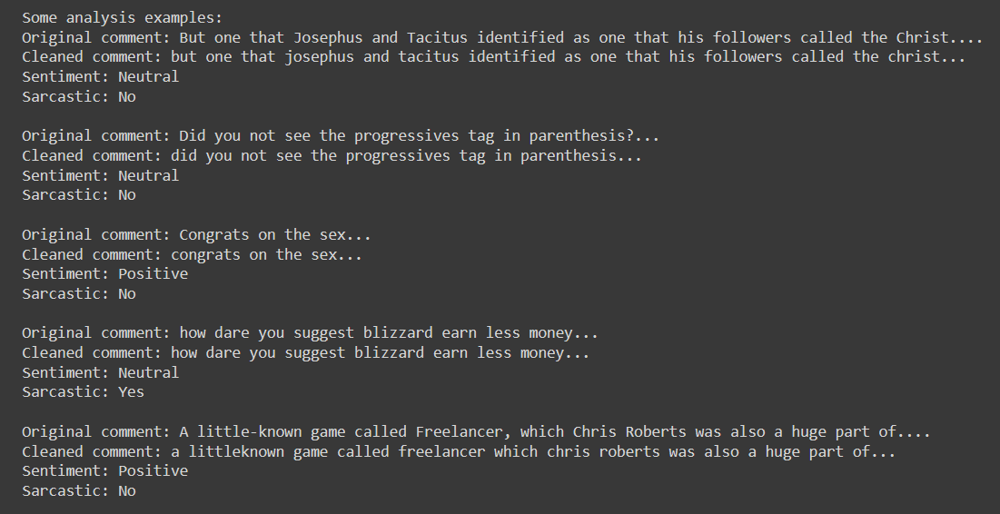 Some analysis examples:
Original comment: But one that Josephus and Tacitus identified as one that his followers called the Christ....
Cleaned comment: but one that josephus and tacitus identified as one that his followers called the christ...
Sentiment: Neutral
Sarcastic: No
Original comment: Did you not see the progressives tag in parenthesis?...
Cleaned comment: did you not see the progressives tag in parenthesis...
Sentiment: Neutral
Sarcastic: No
Original comment: Congrats on the sex...
Cleaned comment: congrats on the sex...
Sentiment: Positive
Sarcastic: No
Original comment: how dare you suggest blizzard earn less money...
Cleaned comment: how dare you suggest blizzard earn less money...
Sentiment: Neutral
Sarcastic: Yes
Original comment: A little-known game called Freelancer, which Chris Roberts was also a huge part of....
Cleaned comment: a littleknown game called freelancer which chris roberts was also a huge part of...
Sentiment: Positive
Sarcastic: No